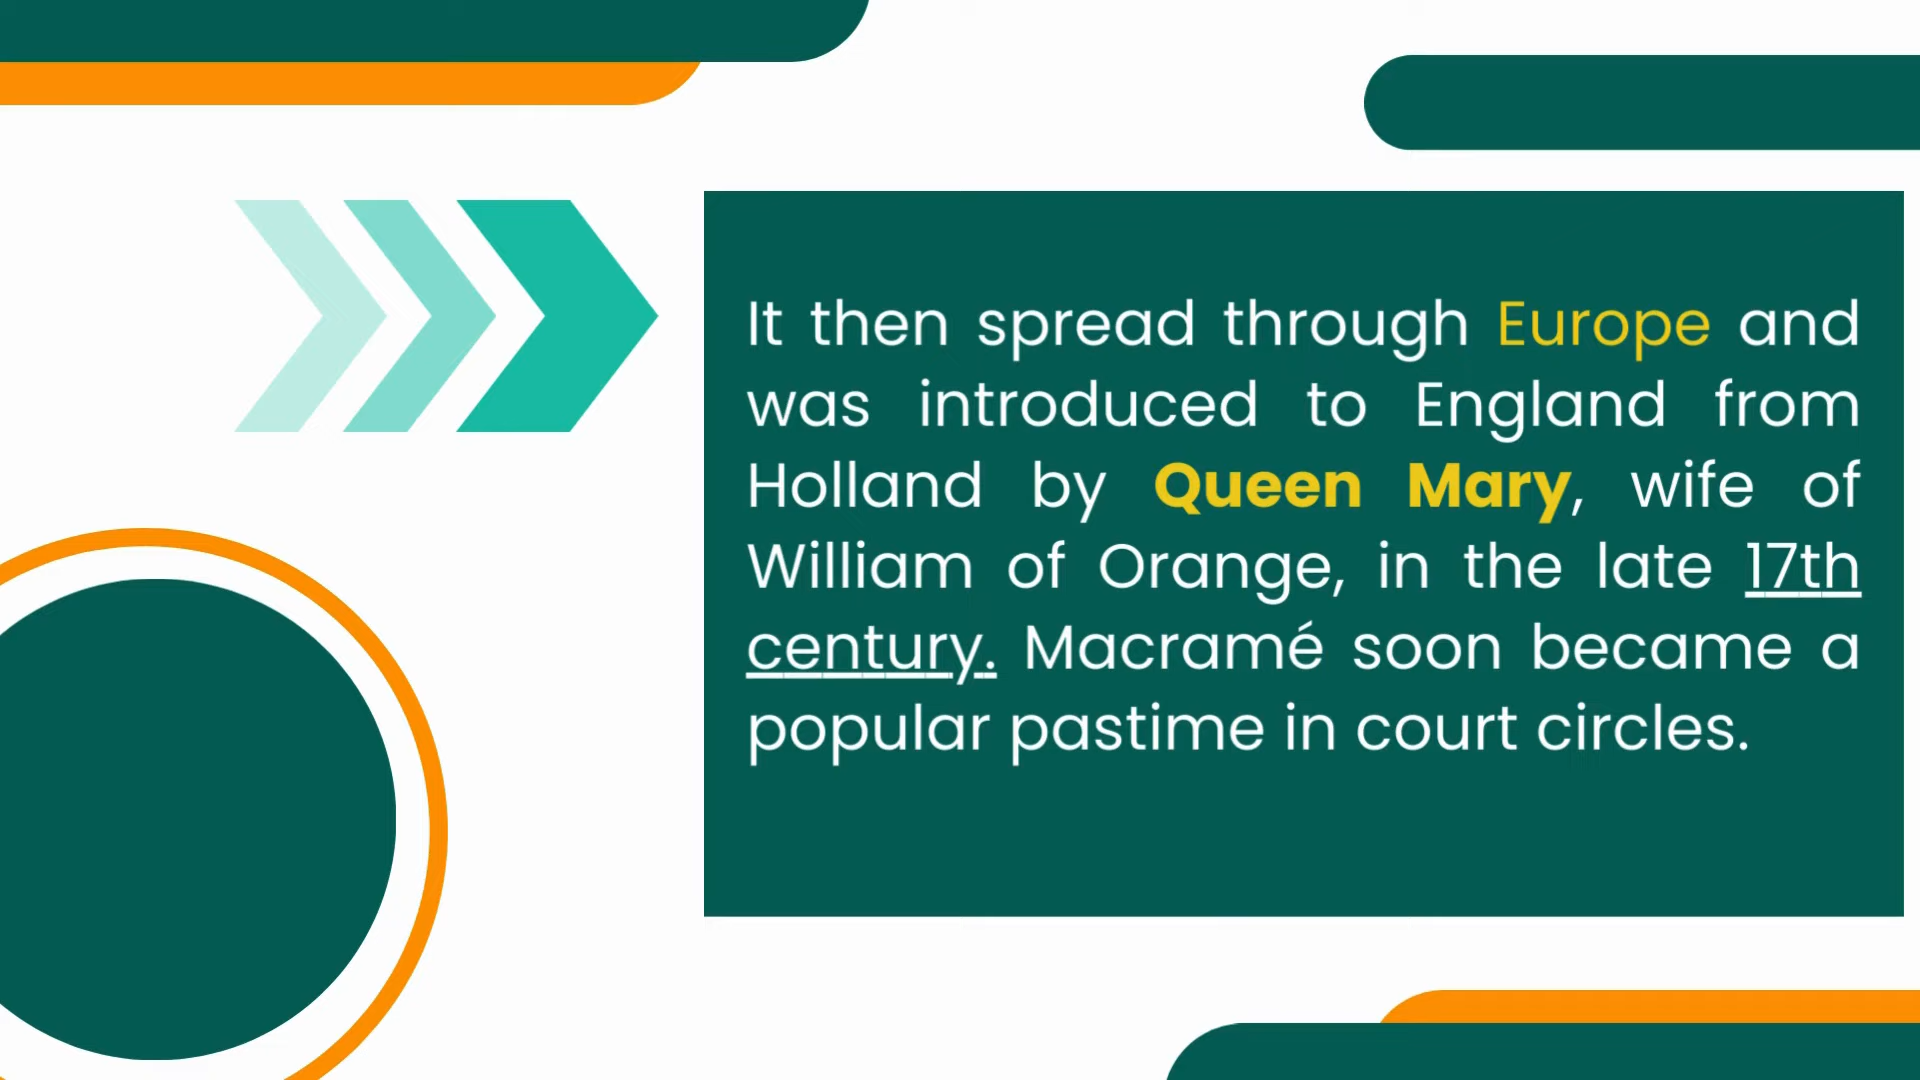 It then spread through Europe and
was introduced to England from
Holland by Queen Mary, wife of
William of Orange, in the late 17th
century. Macramé soon became a
popular pastime in court circles.